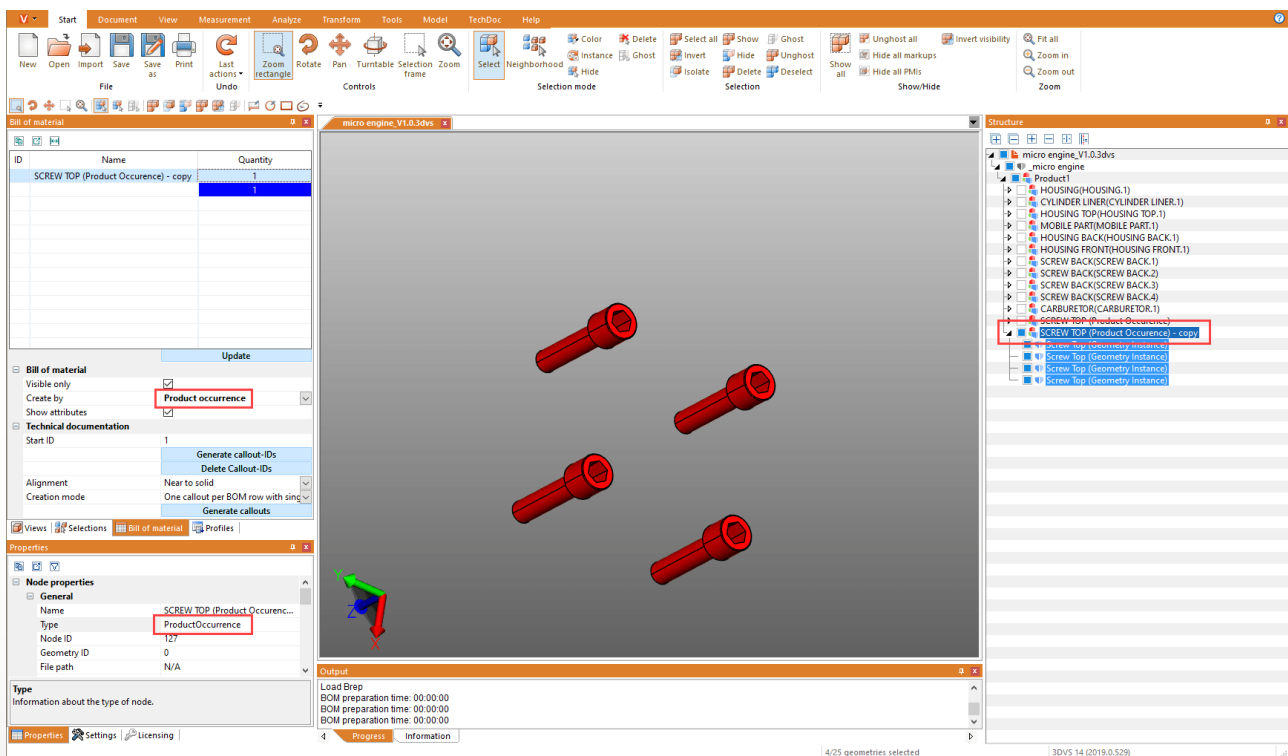 V Start Document View Measurement Analyze Transform Tools Model TechDoc Help
New Open Import Save Save as Print Last actions Zoom rectangle Rotate Pan Turntable Selection frame Zoom Select Neighborhood
Color Delete Select all Show Ghost Show all Unghost all Invert visibility Fit all
Instance Ghost Invert Hide Unghost Hide all markups Zoom in
Hide Isolate Delete Deselect Hide all PMIs Zoom out
File Undo Controls Selection mode Selection Show/Hide Zoom
Bill of material
ID Name Quantity
SCREW TOP (Product Occurence) - copy 1
1
Update
Bill of material
Visible only
Create by Product occurrence
Show attributes
Technical documentation
Start ID 1
Generate callout-IDs
Delete Callout-IDs
Alignment Near to solid
Creation mode One callout per BOM row with sing
Generate callouts
Views Selections Bill of material Profiles
Properties
Node properties
General
Name SCREW TOP (Product Occurenc...
Type ProductOccurrence
Node ID 127
Geometry ID 0
File path N/A
Type
Information about the type of node.
Properties Settings Licensing
micro engine_V1.0.3dvs
Y
Z
X
Output
Load Brep
BOM preparation time: 00:00:00
BOM preparation time: 00:00:00
BOM preparation time: 00:00:00
Progress Information
Structure
micro engine_V1.0.3dvs
_micro engine
Product1
HOUSING(HOUSING.1)
CYLINDER LINER(CYLINDER LINER.1)
HOUSING TOP(HOUSING TOP.1)
MOBILE PART(MOBILE PART.1)
HOUSING BACK(HOUSING BACK.1)
HOUSING FRONT(HOUSING FRONT.1)
SCREW BACK(SCREW BACK.1)
SCREW BACK(SCREW BACK.2)
SCREW BACK(SCREW BACK.3)
SCREW BACK(SCREW BACK.4)
CARBURETOR(CARBURETOR.1)
SCREW TOP (Product Occurence)
SCREW TOP (Product Occurence) - copy
Screw Top (Geometry Instance)
Screw Top (Geometry Instance)
Screw Top (Geometry Instance)
Screw Top (Geometry Instance)
4/25 geometries selected 3DVS 14 (2019.0.529)